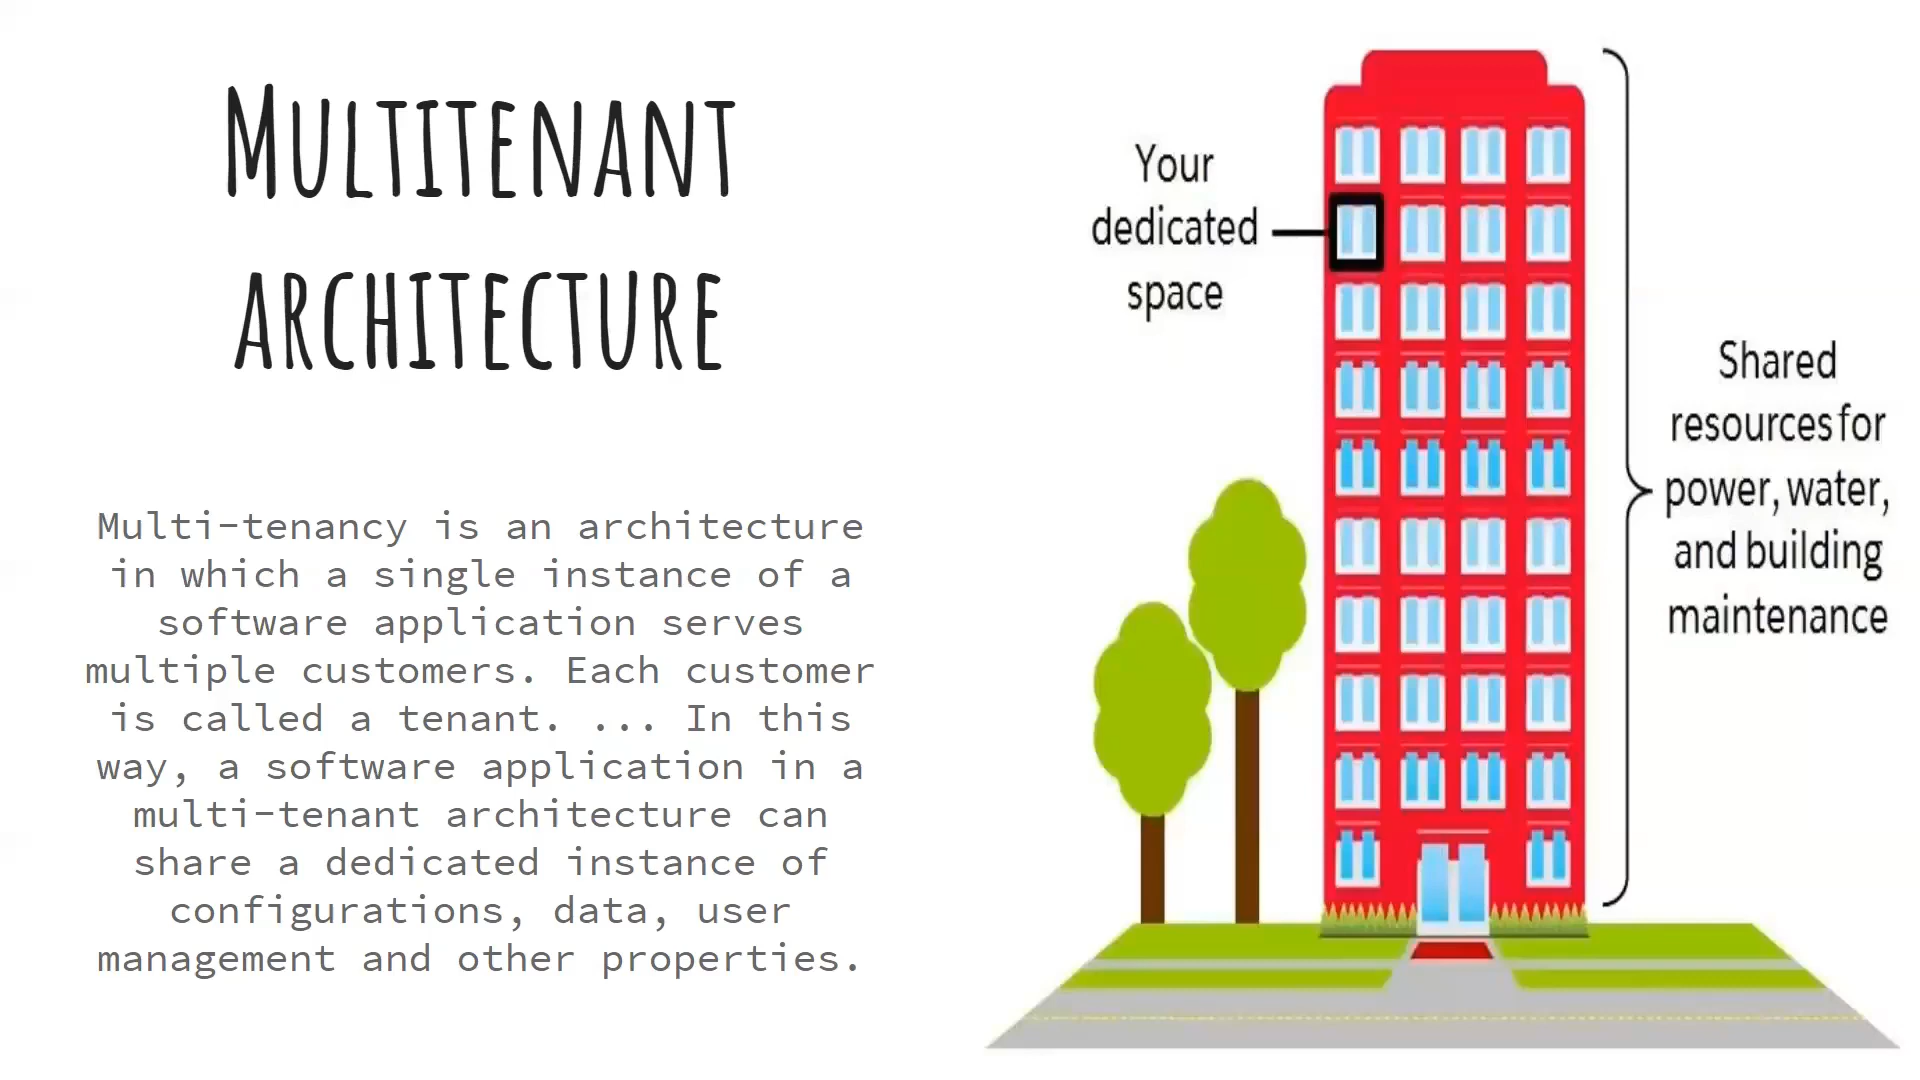 MULTITENANT
ARCHITECTURE
Multi-tenancy is an architecture
in which a single instance of a
software application serves
multiple customers. Each customer
is called a tenant. ... In this
way, a software application in a
multi-tenant architecture can
share a dedicated instance of
configurations, data, user
management and other properties.
Your
dedicated
space
Shared
resources for
power, water,
and building
maintenance